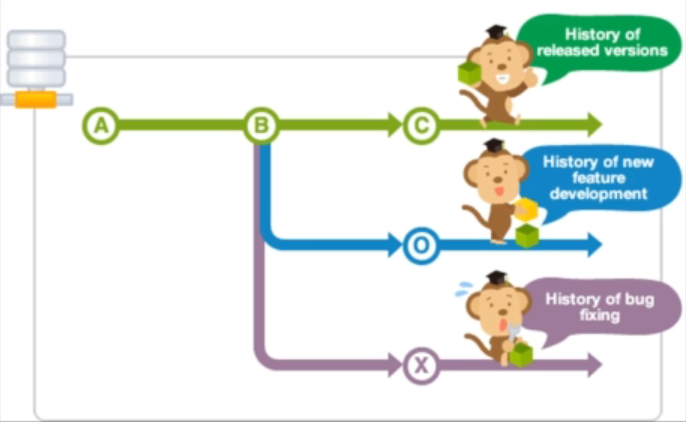 History of
released versions
A
B
C
History of new
feature
development
O
History of bug
fixing
X